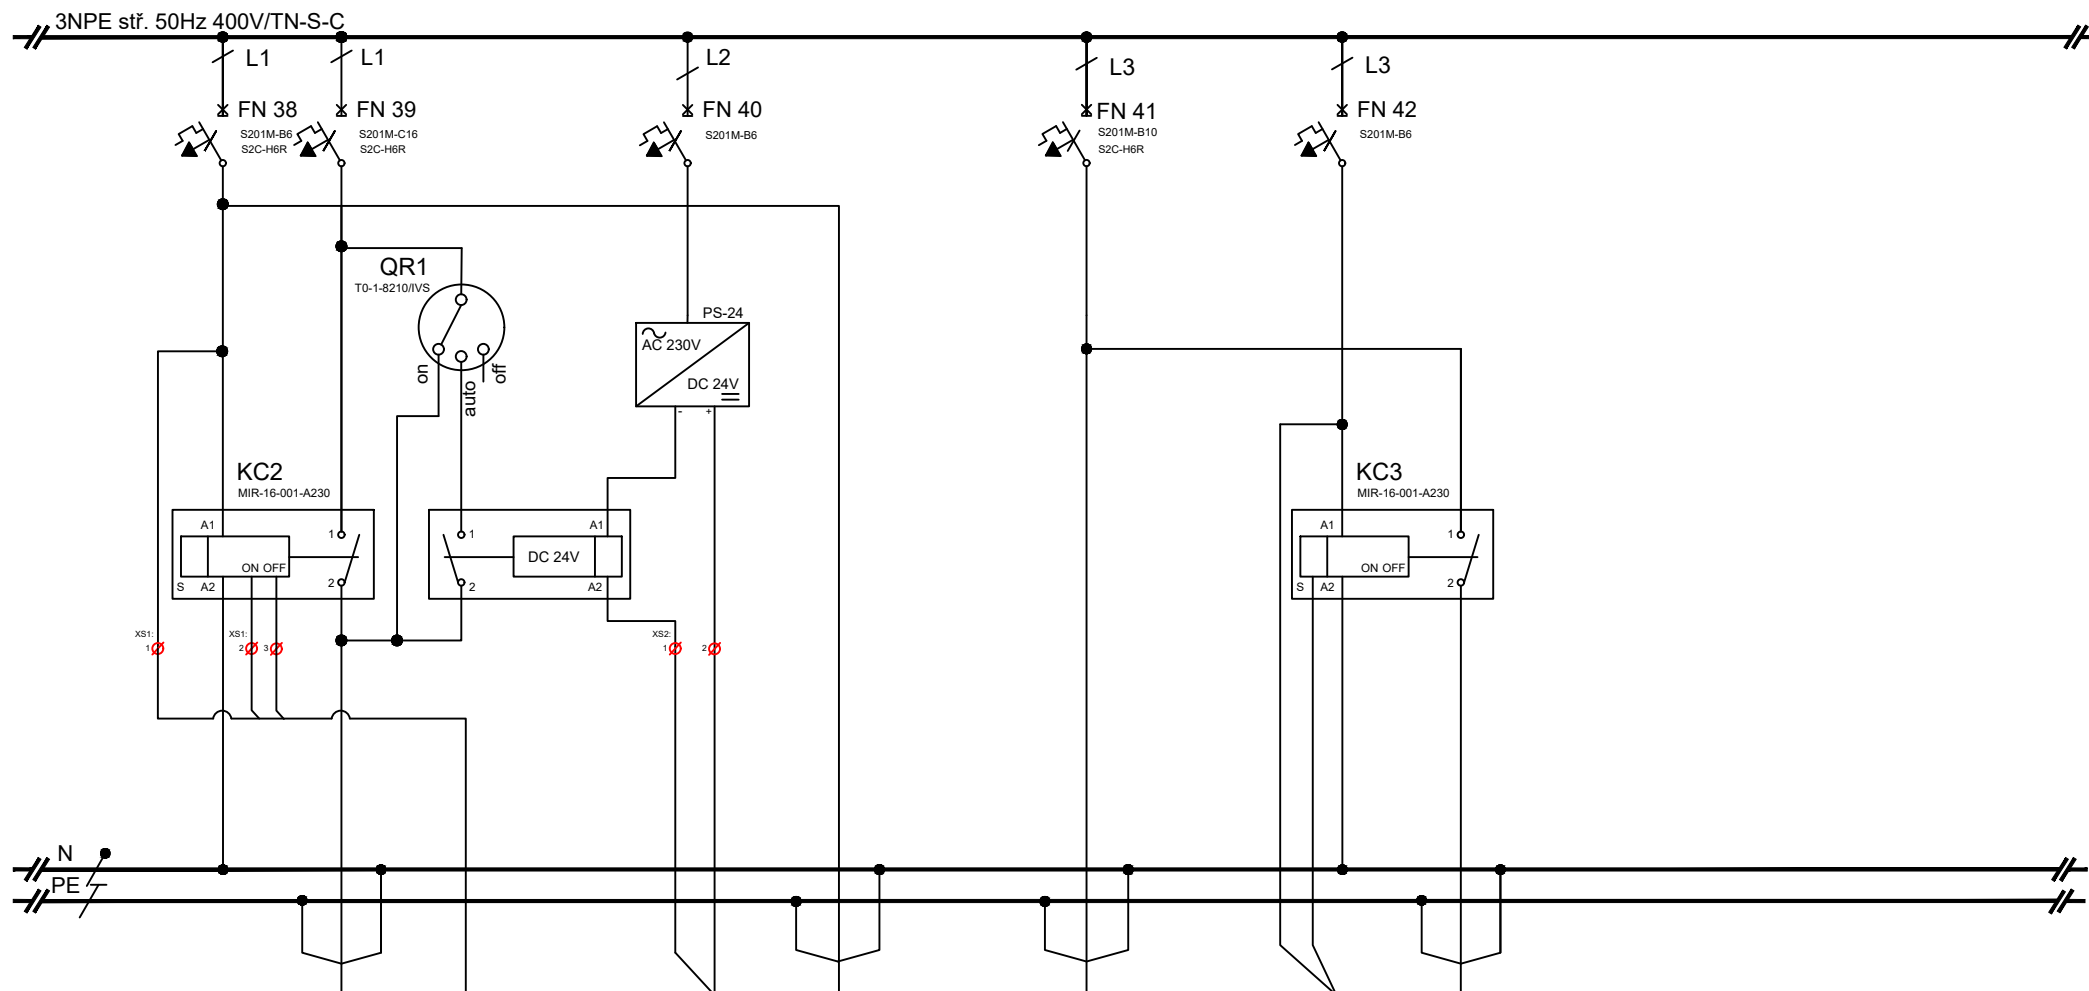 3NPE stř. 50Hz 400V/TN-S-C
L1
L1
L2
L3
L3
FN 38
S201M-B6
S2C-H6R
FN 39
S201M-C16
S2C-H6R
FN 40
S201M-B6
FN 41
S201M-B10
S2C-H6R
FN 42
S201M-B6
QR1
T0-1-8210/IVS
on
auto
off
PS-24
AC 230V
DC 24V
- +
KC2
MIR-16-001-A230
A1
1
ON OFF
S A2
2
1
A1
DC 24V
2
A2
KC3
MIR-16-001-A230
A1
1
ON OFF
S A2
2
XS1:
1
XS1:
2
3
XS2:
1
2
N
PE